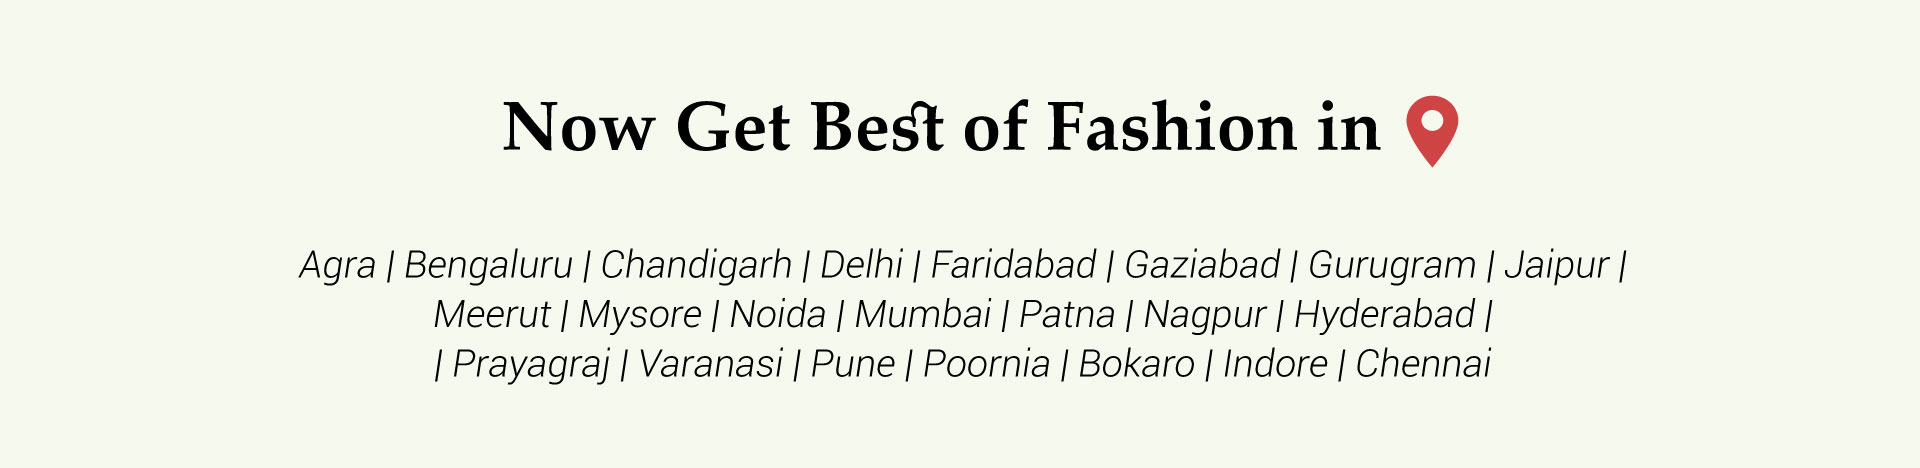 Now Get Best of Fashion in
Agra | Bengaluru | Chandigarh | Delhi | Faridabad | Gaziabad | Gurugram | Jaipur |
Meerut | Mysore | Noida | Mumbai | Patna | Nagpur | Hyderabad |
| Prayagraj | Varanasi | Pune | Poornia | Bokaro | Indore | Chennai